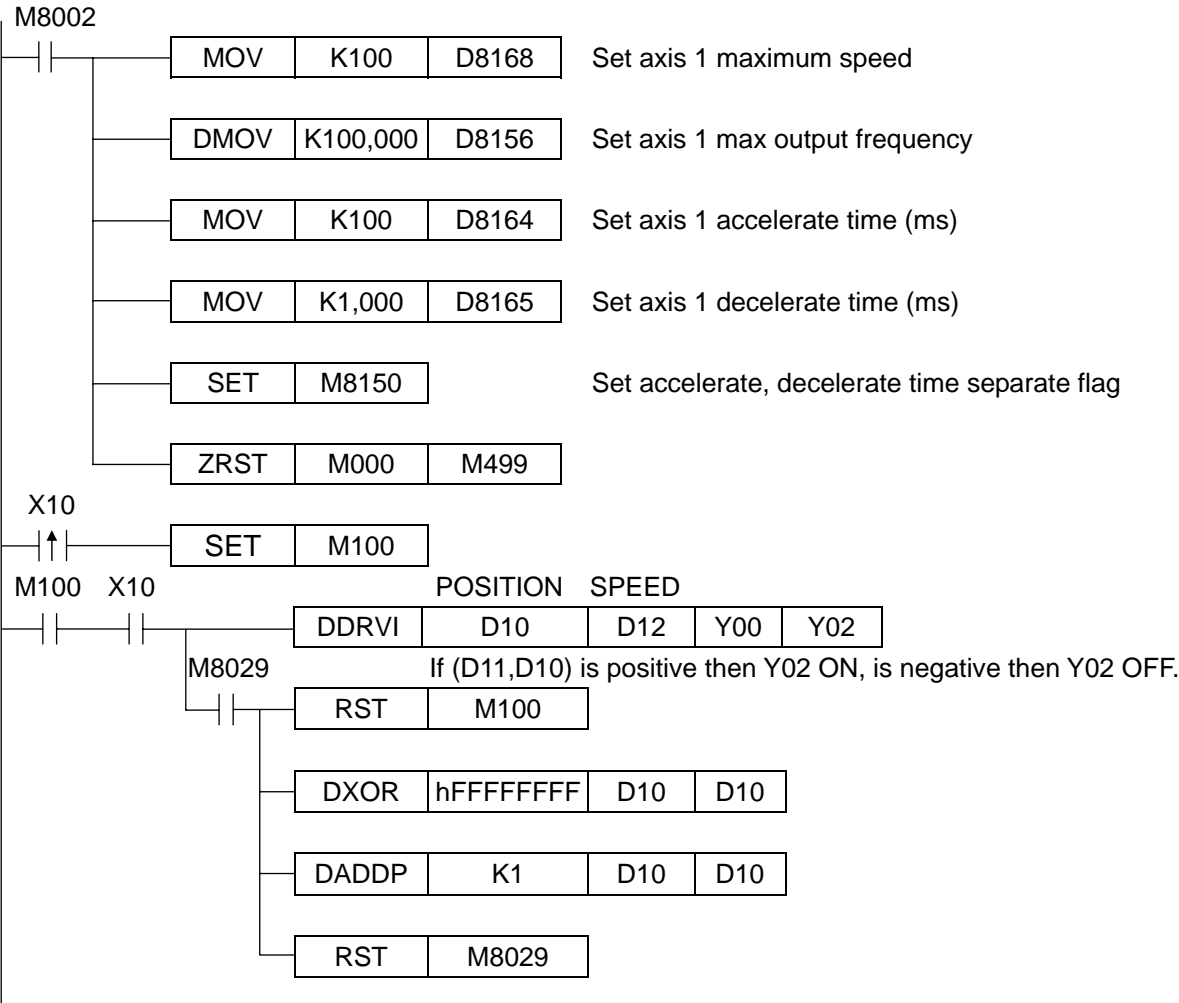 M8002
MOV K100 D8168 Set axis 1 maximum speed
DMOV K100,000 D8156 Set axis 1 max output frequency
MOV K100 D8164 Set axis 1 accelerate time (ms)
MOV K1,000 D8165 Set axis 1 decelerate time (ms)
SET M8150 Set accelerate, decelerate time separate flag
ZRST M000 M499
X10
SET M100
M100 X10 POSITION SPEED
DDRVI D10 D12 Y00 Y02
M8029 If (D11,D10) is positive then Y02 ON, is negative then Y02 OFF.
RST M100
DXOR hFFFFFFFF D10 D10
DADDP K1 D10 D10
RST M8029